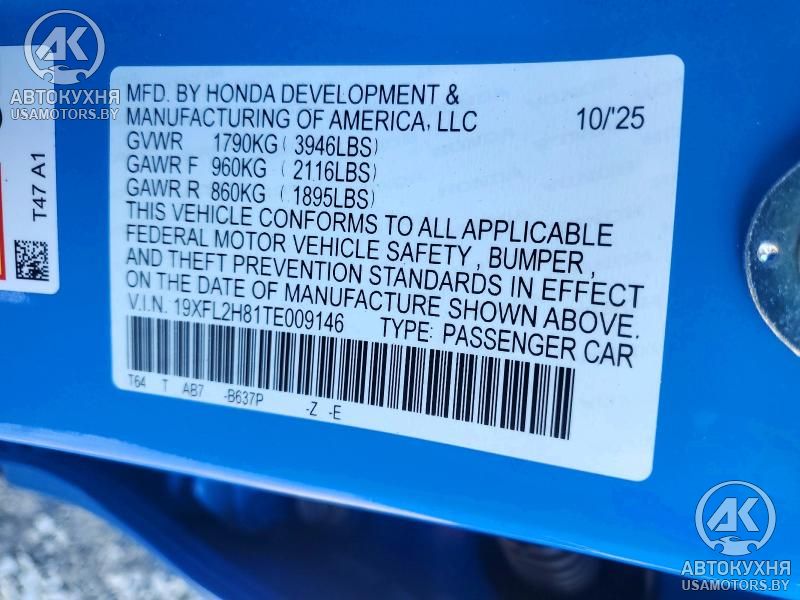 АК
АВТОКУХНЯ
USAMOTORS.BY
T47 A1
MFD. BY HONDA DEVELOPMENT &
MANUFACTURING OF AMERICA, LLC 10/'25
GVWR 1790KG (3946LBS)
GAWR F 960KG (2116LBS)
GAWR R 860KG (1895LBS)
THIS VEHICLE CONFORMS TO ALL APPLICABLE
FEDERAL MOTOR VEHICLE SAFETY, BUMPER,
AND THEFT PREVENTION STANDARDS IN EFFECT
ON THE DATE OF MANUFACTURE SHOWN ABOVE.
V.I.N. 19XFL2H81TE009146 TYPE: PASSENGER CAR
T64 T AB7 -B637P -Z -E
АК
АВТОКУХНЯ
USAMOTORS.BY